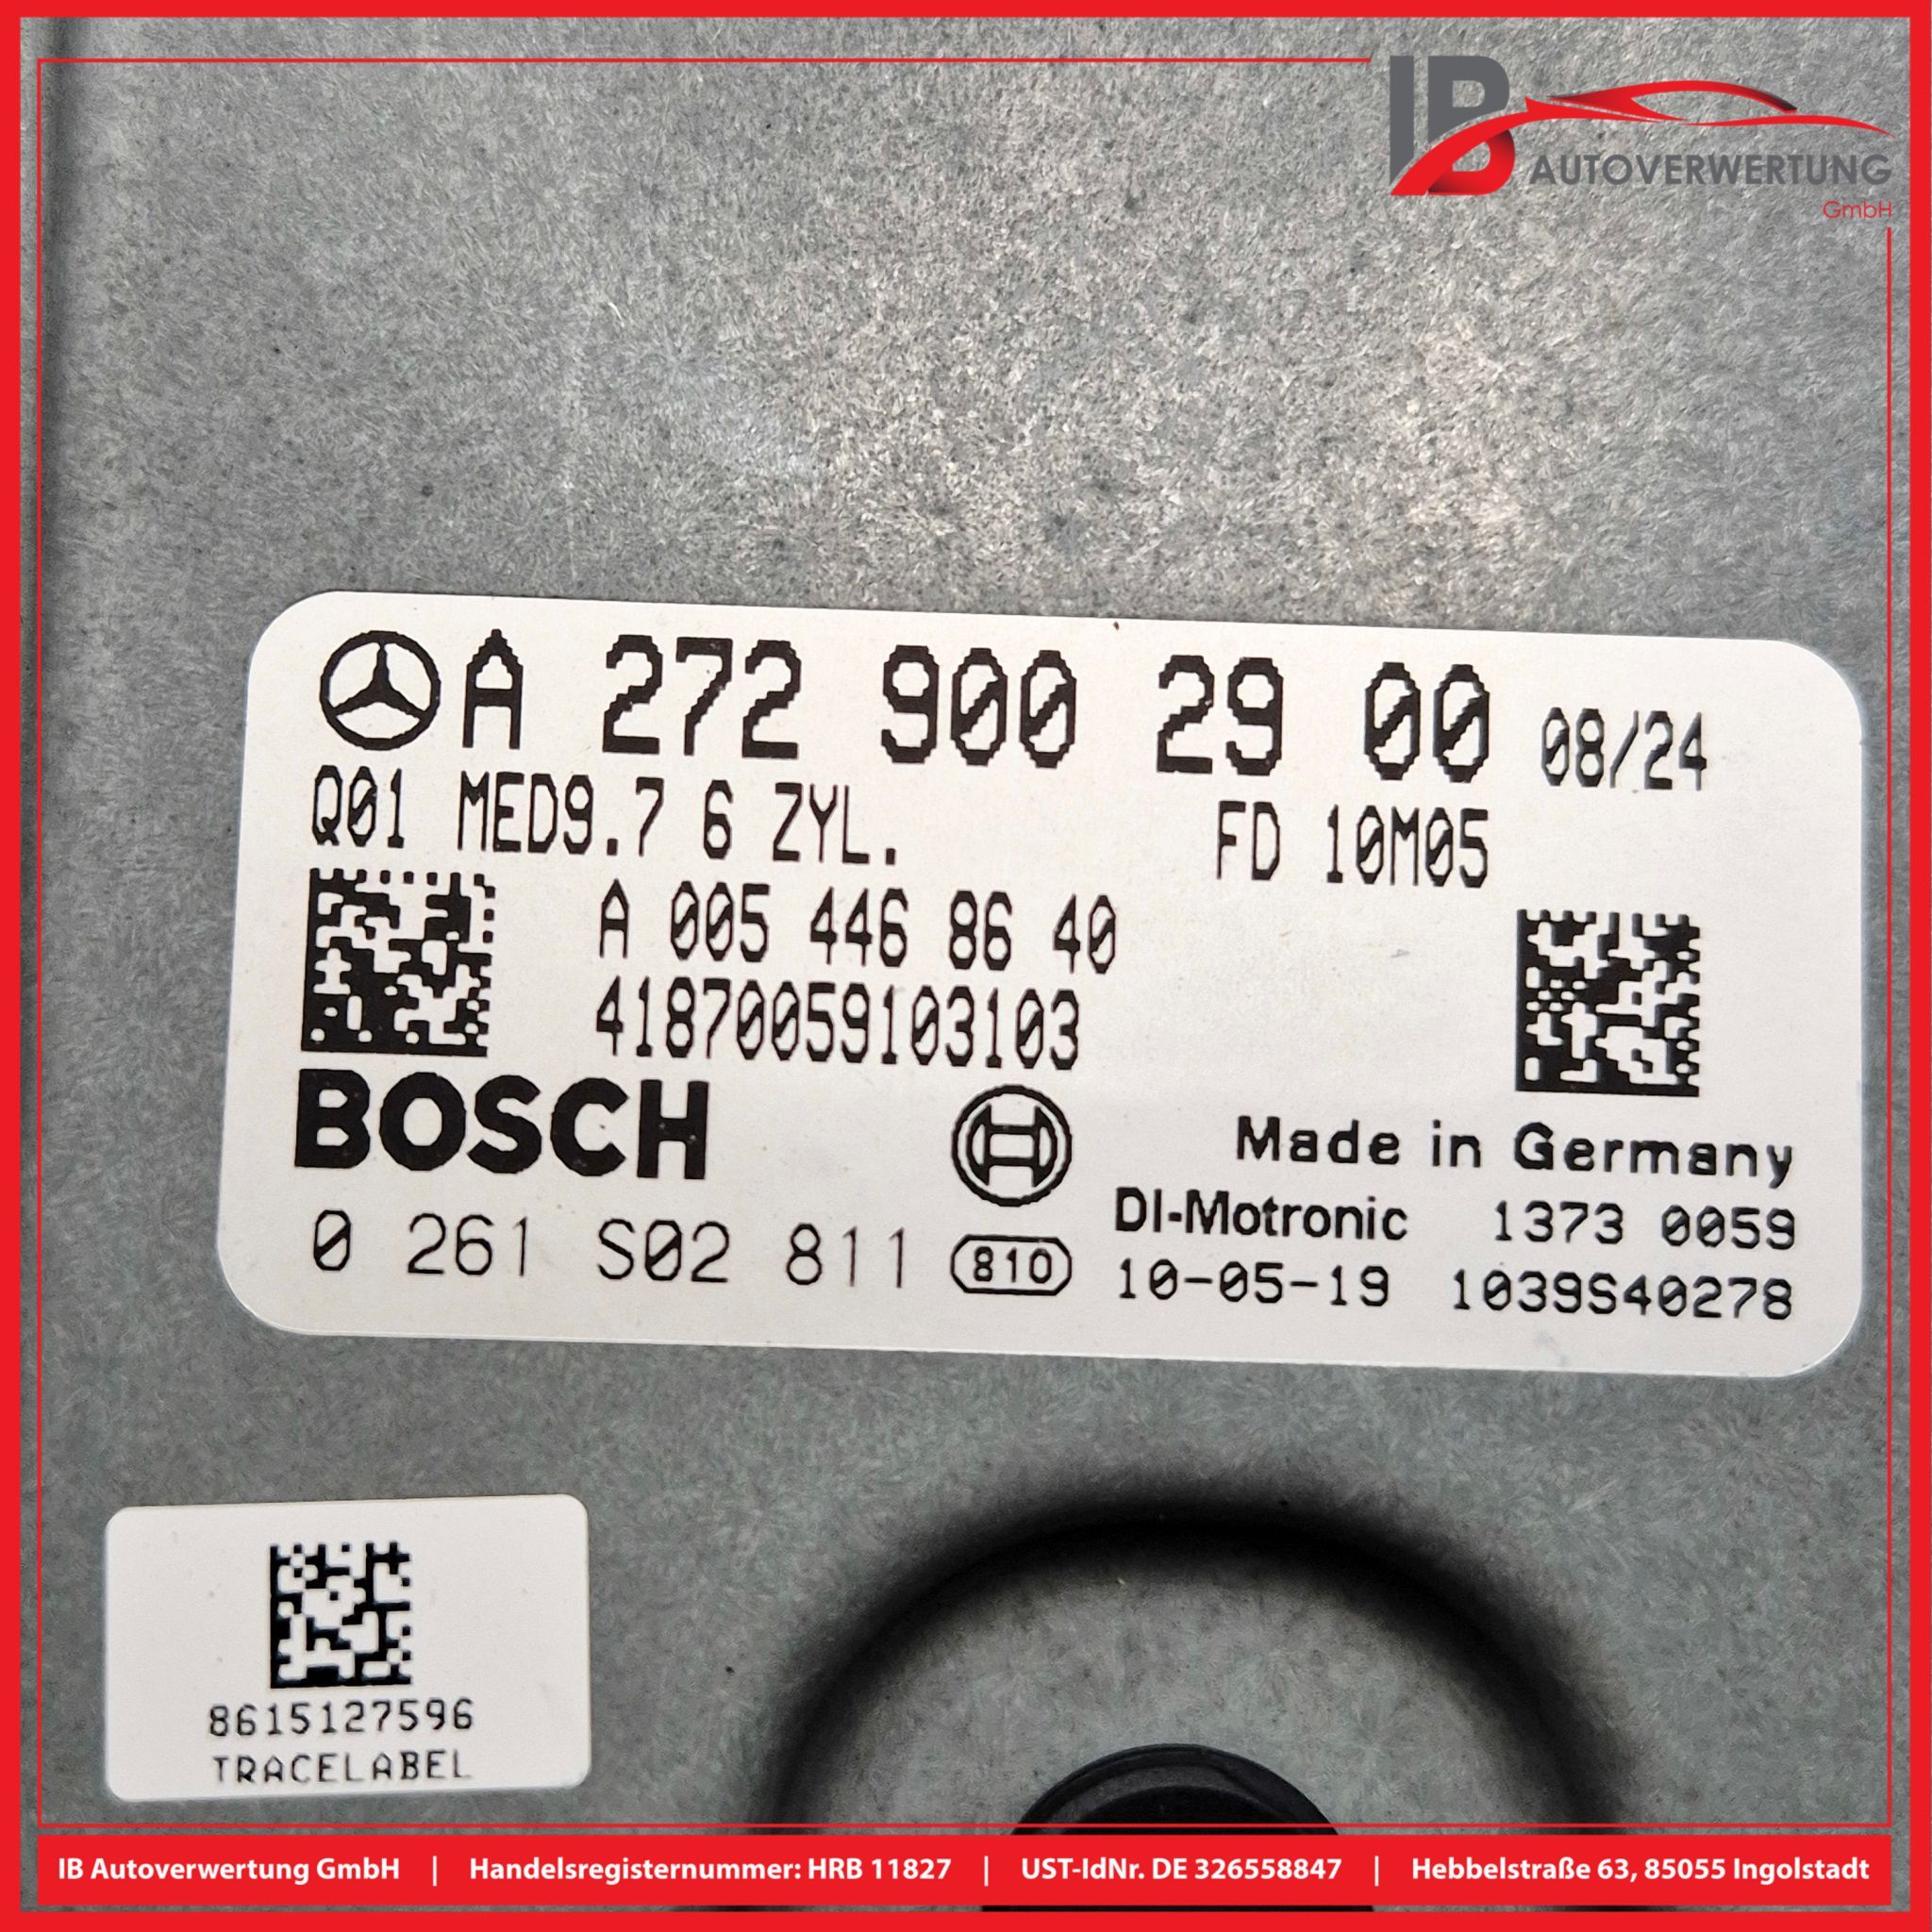 IB
AUTOVERWERTUNG
GmbH
A 272 900 29 00 08/24
Q01 MED9.7 6 ZYL. FD 10M05
A 005 446 86 40
41870059103103
BOSCH
Made in Germany
DI-Motronic 1373 0059
0 261 S02 811 810 10-05-19 1039S40278
8615127596
TRACELABEL
IB Autoverwertung GmbH | Handelsregisternummer: HRB 11827 | UST-IdNr. DE 326558847 | Hebbelstraße 63, 85055 Ingolstadt